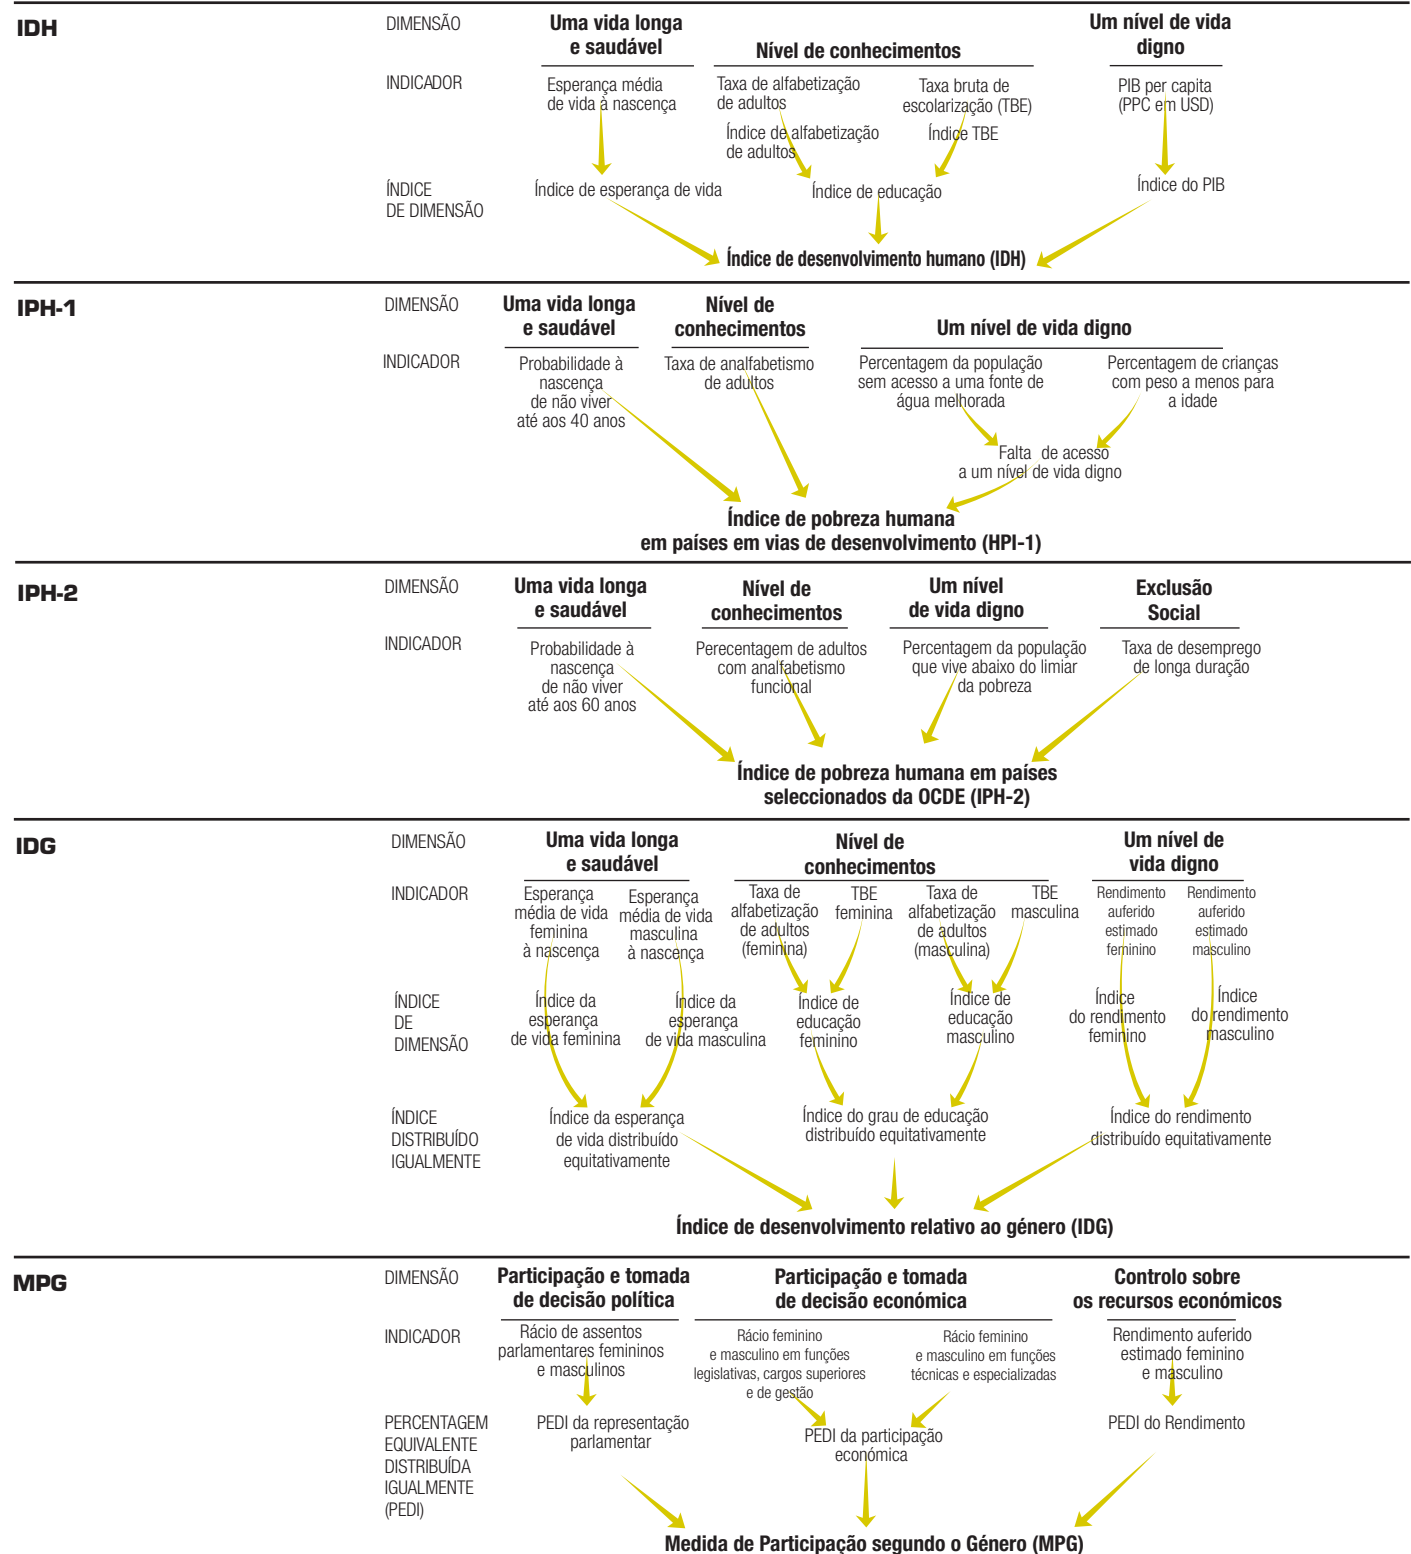 IDH
DIMENSÃO
Uma vida longa
e saudável
Nível de conhecimentos
Um nível de vida
digno
INDICADOR
Esperança média
de vida à nascença
Taxa de alfabetização
de adultos
Taxa bruta de
escolarização (TBE)
PIB per capita
(PPC em USD)
Índice de alfabetização
de adultos
Índice TBE
ÍNDICE
DE DIMENSÃO
Índice de esperança de vida
Índice de educação
Índice do PIB
Índice de desenvolvimento humano (IDH)
IPH-1
DIMENSÃO
Uma vida longa
e saudável
Nível de
conhecimentos
Um nível de vida digno
INDICADOR
Probabilidade à
nascença
de não viver
até aos 40 anos
Taxa de analfabetismo
de adultos
Percentagem da população
sem acesso a uma fonte de
água melhorada
Percentagem de crianças
com peso a menos para
a idade
Falta de acesso
a um nível de vida digno
Índice de pobreza humana
em países em vias de desenvolvimento (HPI-1)
IPH-2
DIMENSÃO
Uma vida longa
e saudável
Nível de
conhecimentos
Um nível
de vida digno
Exclusão
Social
INDICADOR
Probabilidade à
nascença
de não viver
até aos 60 anos
Perecentagem de adultos
com analfabetismo
funcional
Percentagem da população
que vive abaixo do limiar
da pobreza
Taxa de desemprego
de longa duração
Índice de pobreza humana em países
seleccionados da OCDE (IPH-2)
IDG
DIMENSÃO
Uma vida longa
e saudável
Nível de
conhecimentos
Um nível de
vida digno
INDICADOR
Esperança
média de vida
feminina
à nascença
Esperança
média de vida
masculina
à nascença
Taxa de
alfabetização
de adultos
(feminina)
TBE
feminina
Taxa de
alfabetização
de adultos
(masculina)
TBE
masculina
Rendimento
auferido
estimado
feminino
Rendimento
auferido
estimado
masculino
ÍNDICE
DE
DIMENSÃO
Índice da
esperança
de vida feminina
Índice da
esperança
de vida masculina
Índice de
educação
feminino
Índice de
educação
masculino
Índice
do rendimento
feminino
Índice
do rendimento
masculino
ÍNDICE
DISTRIBUÍDO
IGUALMENTE
Índice da esperança
de vida distribuído
equitativamente
Índice do grau de educação
distribuído equitativamente
Índice do rendimento
distribuído equitativamente
Índice de desenvolvimento relativo ao género (IDG)
MPG
DIMENSÃO
Participação e tomada
de decisão política
Participação e tomada
de decisão económica
Controlo sobre
os recursos económicos
INDICADOR
Rácio de assentos
parlamentares femininos
e masculinos
Rácio feminino
e masculino em funções
legislativas, cargos superiores
e de gestão
Rácio feminino
e masculino em funções
técnicas e especializadas
Rendimento auferido
estimado feminino
e masculino
PERCENTAGEM
EQUIVALENTE
DISTRIBUÍDA
IGUALMENTE
(PEDI)
PEDI da representação
parlamentar
PEDI da participação
económica
PEDI do Rendimento
Medida de Participação segundo o Género (MPG)